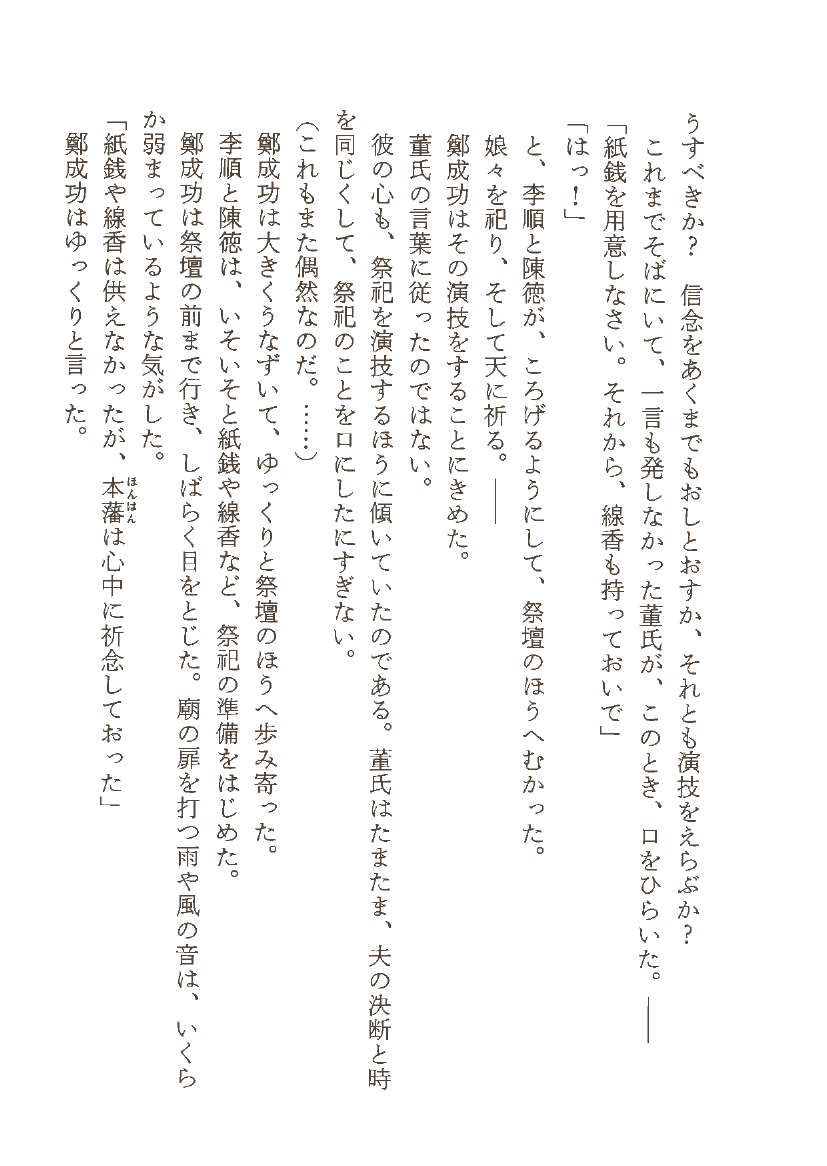 うすべきか？　信念をあくまでもおしとおすか、それとも演技をえらぶか？
　これまでそばにいて、一言も発しなかった董氏が、このとき、口をひらいた。――
「紙銭を用意しなさい。それから、線香も持っておいで」
「はっ！」
　と、李順と陳徳が、ころげるようにして、祭壇のほうへむかった。
　娘々を祀り、そして天に祈る。――
　鄭成功はその演技をすることにきめた。
　董氏の言葉に従ったのではない。
　彼の心も、祭祀を演技するほうに傾いていたのである。董氏はたまたま、夫の決断と時
を同じくして、祭祀のことを口にしたにすぎない。
（これもまた偶然なのだ。……）
　鄭成功は大きくうなずいて、ゆっくりと祭壇のほうへ歩み寄った。
　李順と陳徳は、いそいそと紙銭や線香など、祭祀の準備をはじめた。
　鄭成功は祭壇の前まで行き、しばらく目をとじた。廟の扉を打つ雨や風の音は、いくら
か弱まっているような気がした。
「紙銭や線香は供えなかったが、本藩ほんはんは心中に祈念しておった」
　鄭成功はゆっくりと言った。